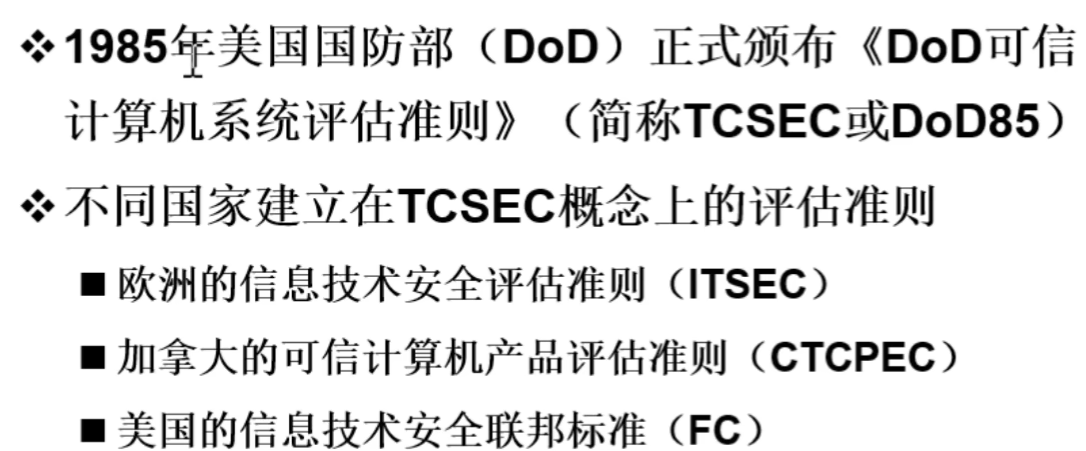 ❖1985年美国国防部（DoD）正式颁布《DoD可信
计算机系统评估准则》（简称TCSEC或DoD85）
❖不同国家建立在TCSEC概念上的评估准则
■欧洲的信息技术安全评估准则（ITSEC）
■加拿大的可信计算机产品评估准则（CTCPEC）
■美国的信息技术安全联邦标准（FC）